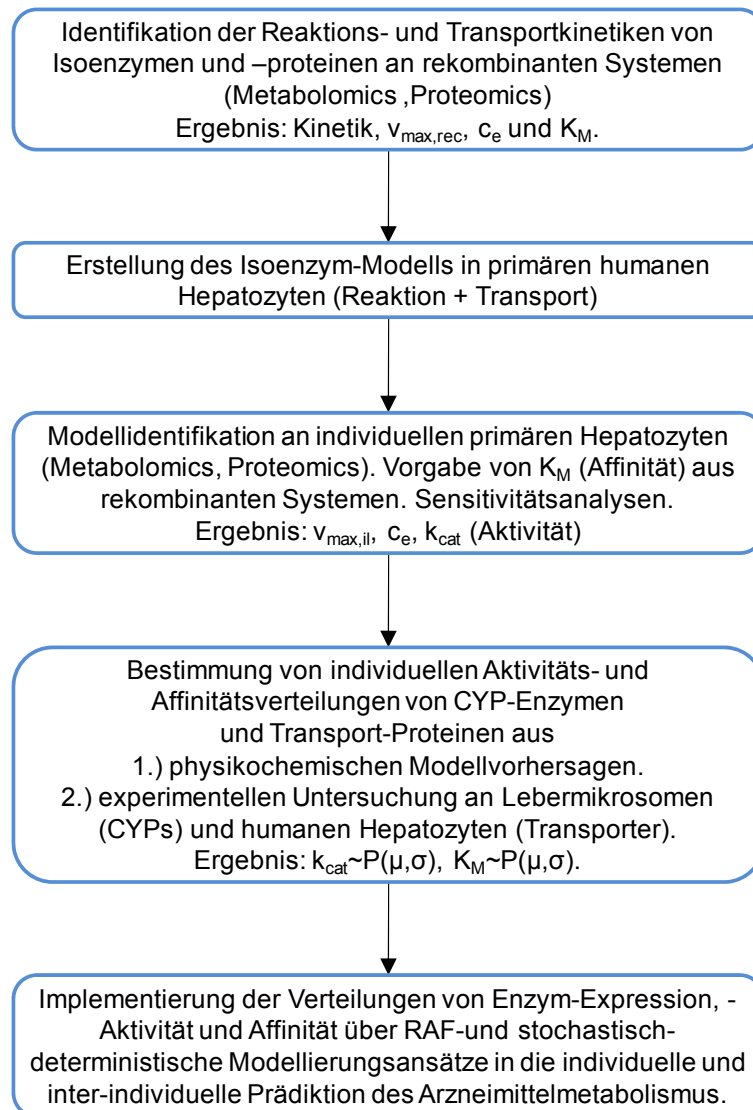 Identifikation der Reaktions- und Transportkinetiken von
Isoenzymen und –proteinen an rekombinanten Systemen
(Metabolomics ,Proteomics)
Ergebnis: Kinetik, vmax,rec, ce und KM.
Erstellung des Isoenzym-Modells in primären humanen
Hepatozyten (Reaktion + Transport)
Modellidentifikation an individuellen primären Hepatozyten
(Metabolomics, Proteomics). Vorgabe von KM (Affinität) aus
rekombinanten Systemen. Sensitivitätsanalysen.
Ergebnis: vmax,il, ce, kcat (Aktivität)
Bestimmung von individuellen Aktivitäts- und
Affinitätsverteilungen von CYP-Enzymen
und Transport-Proteinen aus
1.) physikochemischen Modellvorhersagen.
2.) experimentellen Untersuchung an Lebermikrosomen
(CYPs) und humanen Hepatozyten (Transporter).
Ergebnis: kcat~P(µ,σ), KM~P(µ,σ).
Implementierung der Verteilungen von Enzym-Expression, -
Aktivität und Affinität über RAF-und stochastisch-
deterministische Modellierungsansätze in die individuelle und
inter-individuelle Prädiktion des Arzneimittelmetabolismus.